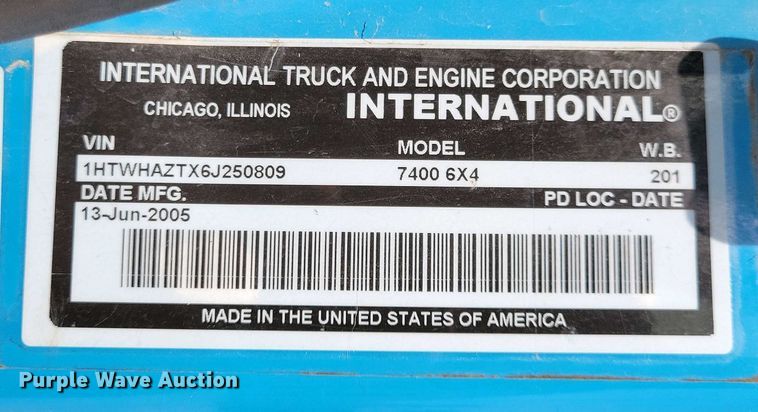 INTERNATIONAL TRUCK AND ENGINE CORPORATION
CHICAGO, ILLINOIS INTERNATIONAL®
VIN MODEL W.B.
1HTWHAZTX6J250809 7400 6X4 201
DATE MFG. PD LOC - DATE
13-Jun-2005
MADE IN THE UNITED STATES OF AMERICA
Purple Wave Auction